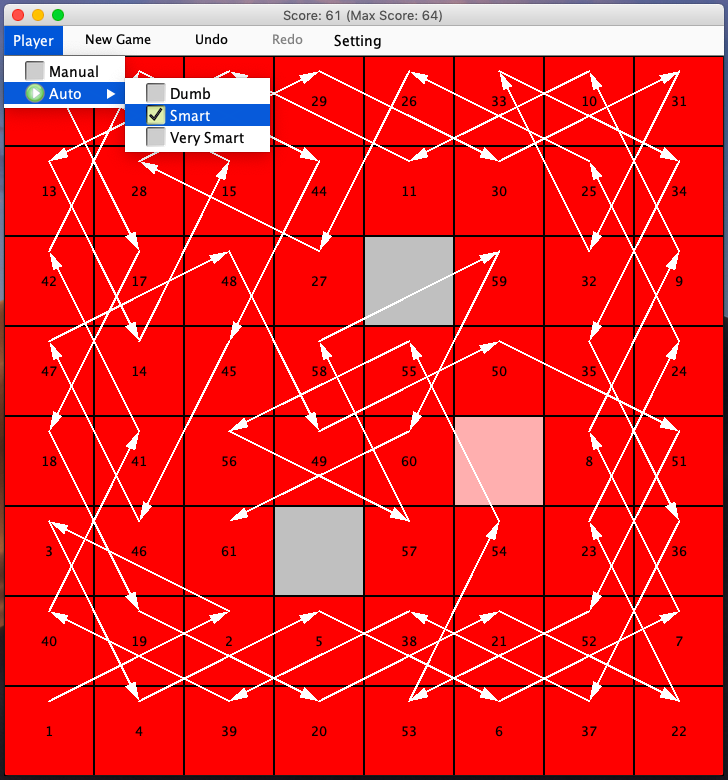 Score: 61 (Max Score: 64)
Player New Game Undo Redo Setting
Manual
Auto
Dumb
Smart
Very Smart
29 26 33 10 31
13 28 15 44 11 30 25 34
42 17 48 27 59 32 9
47 14 45 58 55 50 35 24
18 41 56 49 60 8 51
3 46 61 57 54 23 36
40 19 2 5 38 21 52 7
1 4 39 20 53 6 37 22